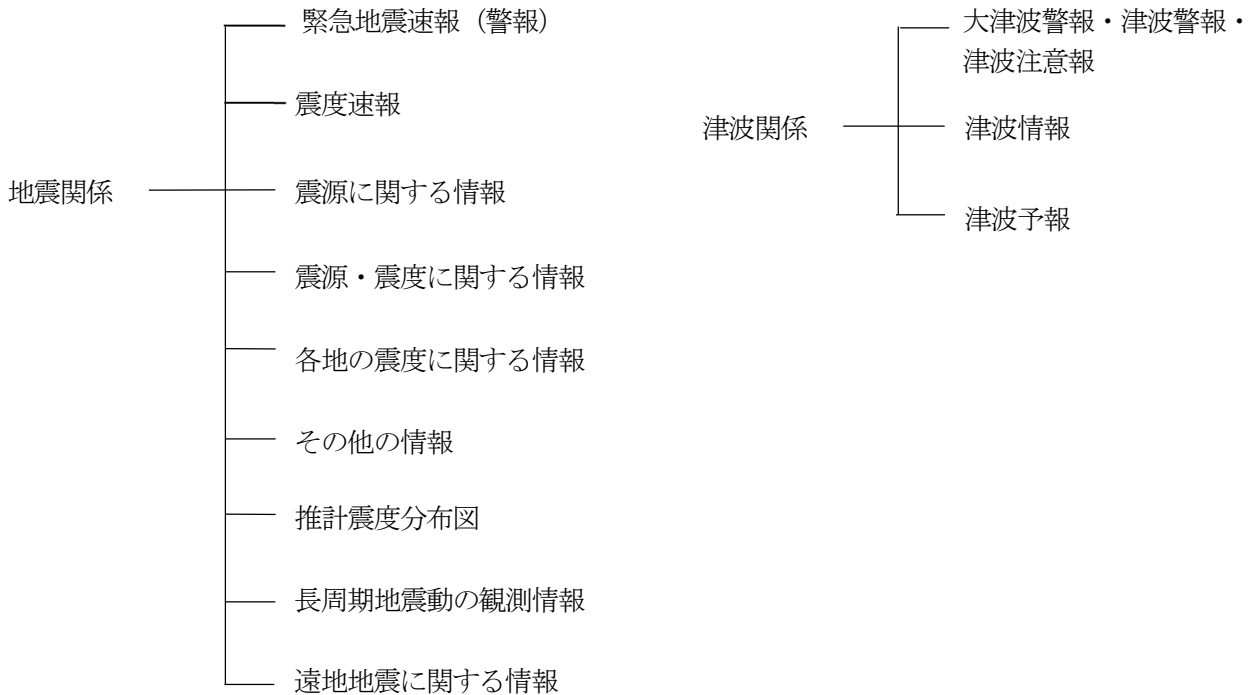 地震関係
緊急地震速報（警報）
震度速報
震源に関する情報
震源・震度に関する情報
各地の震度に関する情報
その他の情報
推計震度分布図
長周期地震動の観測情報
遠地地震に関する情報
津波関係
大津波警報・津波警報・
津波注意報
津波情報
津波予報